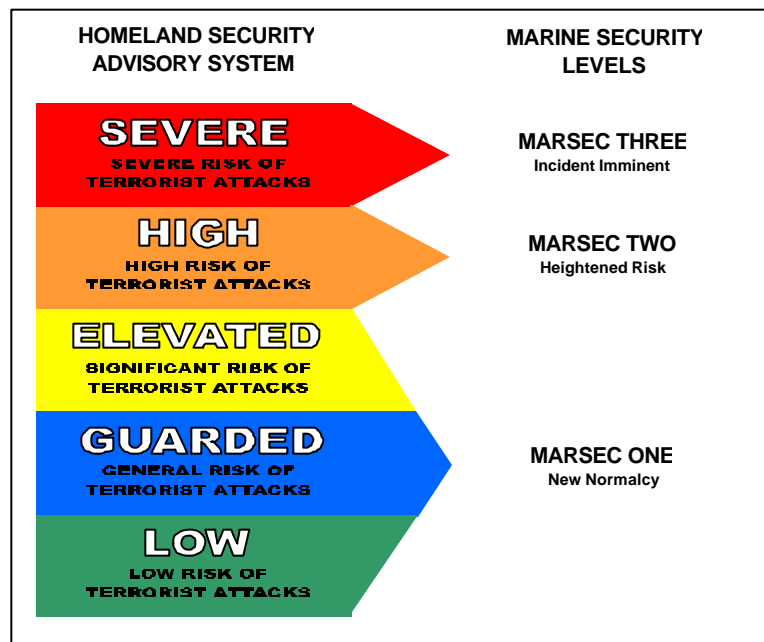 HOMELAND SECURITY
ADVISORY SYSTEM
MARINE SECURITY
LEVELS
SEVERE
SEVERE RISK OF
TERRORIST ATTACKS
MARSEC THREE
Incident Imminent
HIGH
HIGH RISK OF
TERRORIST ATTACKS
MARSEC TWO
Heightened Risk
ELEVATED
SIGNIFICANT RISK OF
TERRORIST ATTACKS
GUARDED
GENERAL RISK OF
TERRORIST ATTACKS
MARSEC ONE
New Normalcy
LOW
LOW RISK OF
TERRORIST ATTACKS